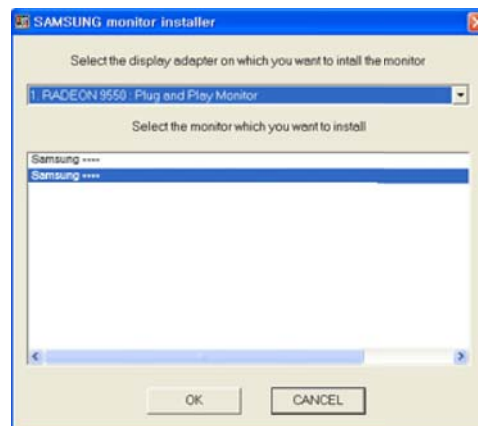 SAMSUNG monitor installer
Select the display adapter on which you want to intall the monitor
1. RADEON 9550 : Plug and Play Monitor
Select the monitor which you want to install
Samsung ----
Samsung ----
OK
CANCEL